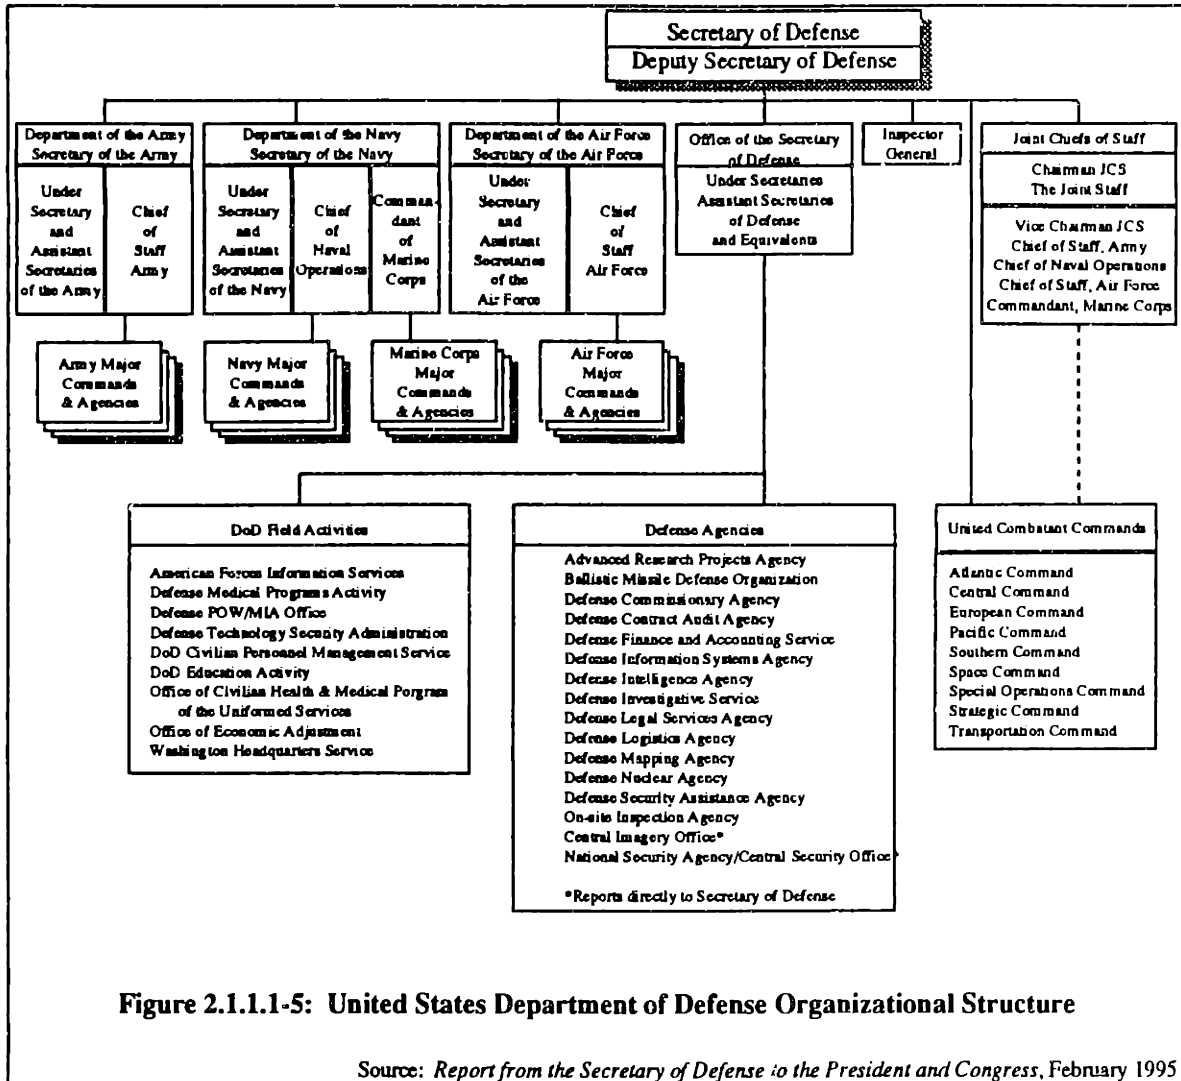 Secretary of Defense
Deputy Secretary of Defense
Department of the Army
Secretary of the Army
Under
Secretary
and
Assistant
Secretaries
of the Army
Chief
of
Staff
Army
Department of the Navy
Secretary of the Navy
Under
Secretary
and
Assistant
Secretaries
of the Navy
Chief
of
Naval
Operations
Comman-
dant
of
Marine
Corps
Department of the Air Force
Secretary of the Air Force
Under
Secretary
and
Assistant
Secretaries
of the
Air Force
Chief
of
Staff
Air Force
Office of the Secretary
of Defense
Under Secretaries
Assistant Secretaries
of Defense
and Equivalents
Inspector
General
Joint Chiefs of Staff
Chairman JCS
The Joint Staff
Vice Chairman JCS
Chief of Staff, Army
Chief of Naval Operations
Chief of Staff, Air Force
Commandant, Marine Corps
Army Major
Commands
& Agencies
Navy Major
Commands
& Agencies
Marine Corps
Major
Commands
& Agencies
Air Force
Major
Commands
& Agencies
DoD Field Activities
American Forces Information Services
Defense Medical Programs Activity
Defense POW/MIA Office
Defense Technology Security Administration
DoD Civilian Personnel Management Service
DoD Education Activity
Office of Civilian Health & Medical Porgram
of the Uniformed Services
Office of Economic Adjustment
Washington Headquarters Service
Defense Agencies
Advanced Research Projects Agency
Ballistic Missile Defense Organization
Defense Commissionary Agency
Defense Contract Audit Agency
Defense Finance and Accounting Service
Defense Information Systems Agency
Defense Intelligence Agency
Defense Investigative Service
Defense Legal Services Agency
Defense Logistics Agency
Defense Mapping Agency
Defense Nuclear Agency
Defense Security Assistance Agency
On-site Inspection Agency
Central Imagery Office*
National Security Agency/Central Security Office*
*Reports directly to Secretary of Defense
United Combatant Commands
Atlantic Command
Central Command
European Command
Pacific Command
Southern Command
Space Command
Special Operations Command
Strategic Command
Transportation Command
Figure 2.1.1.1-5: United States Department of Defense Organizational Structure
Source: Report from the Secretary of Defense to the President and Congress, February 1995